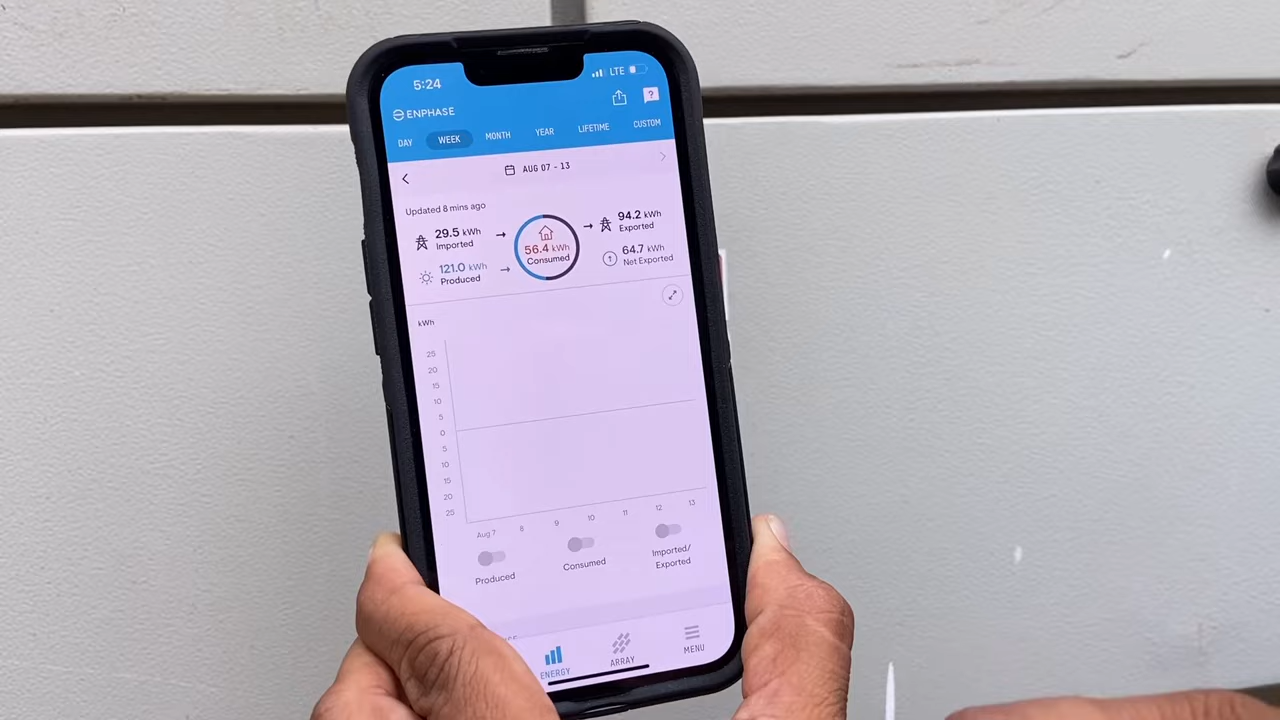 5:24
LTE
ENPHASE
?
DAY WEEK MONTH YEAR LIFETIME CUSTOM
AUG 07 - 13
Updated 8 mins ago
29.5 kWh
Imported
121.0 kWh
Produced
56.4 kWh
Consumed
94.2 kWh
Exported
64.7 kWh
Net Exported
kWh
25
20
15
10
5
0
5
10
15
20
25
Aug 7 8 9 10 11 12 13
Produced
Consumed
Imported/
Exported
ENERGY ARRAY MENU